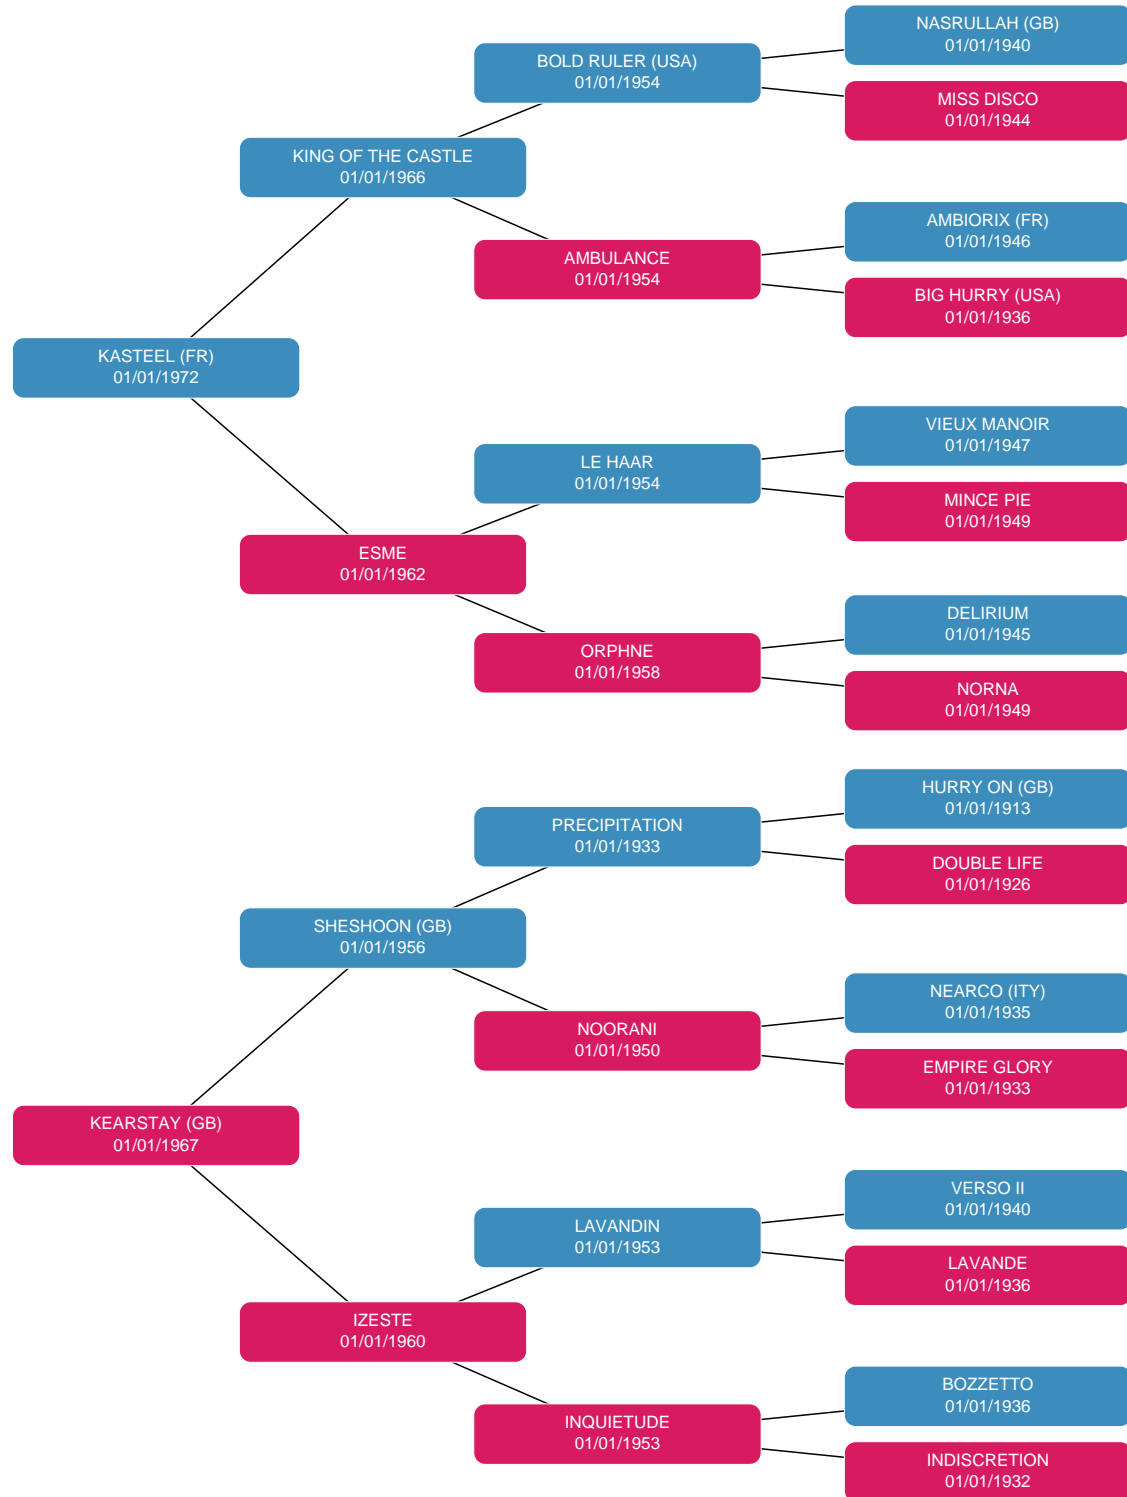 NASRULLAH (GB)
01/01/1940
BOLD RULER (USA)
01/01/1954
MISS DISCO
01/01/1944
KING OF THE CASTLE
01/01/1966
AMBIORIX (FR)
01/01/1946
AMBULANCE
01/01/1954
BIG HURRY (USA)
01/01/1936
KASTEEL (FR)
01/01/1972
VIEUX MANOIR
01/01/1947
LE HAAR
01/01/1954
MINCE PIE
01/01/1949
ESME
01/01/1962
DELIRIUM
01/01/1945
ORPHNE
01/01/1958
NORNA
01/01/1949
HURRY ON (GB)
01/01/1913
PRECIPITATION
01/01/1933
DOUBLE LIFE
01/01/1926
SHESHOON (GB)
01/01/1956
NEARCO (ITY)
01/01/1935
NOORANI
01/01/1950
EMPIRE GLORY
01/01/1933
KEARSTAY (GB)
01/01/1967
VERSO II
01/01/1940
LAVANDIN
01/01/1953
LAVANDE
01/01/1936
IZESTE
01/01/1960
BOZZETTO
01/01/1936
INQUIETUDE
01/01/1953
INDISCRETION
01/01/1932